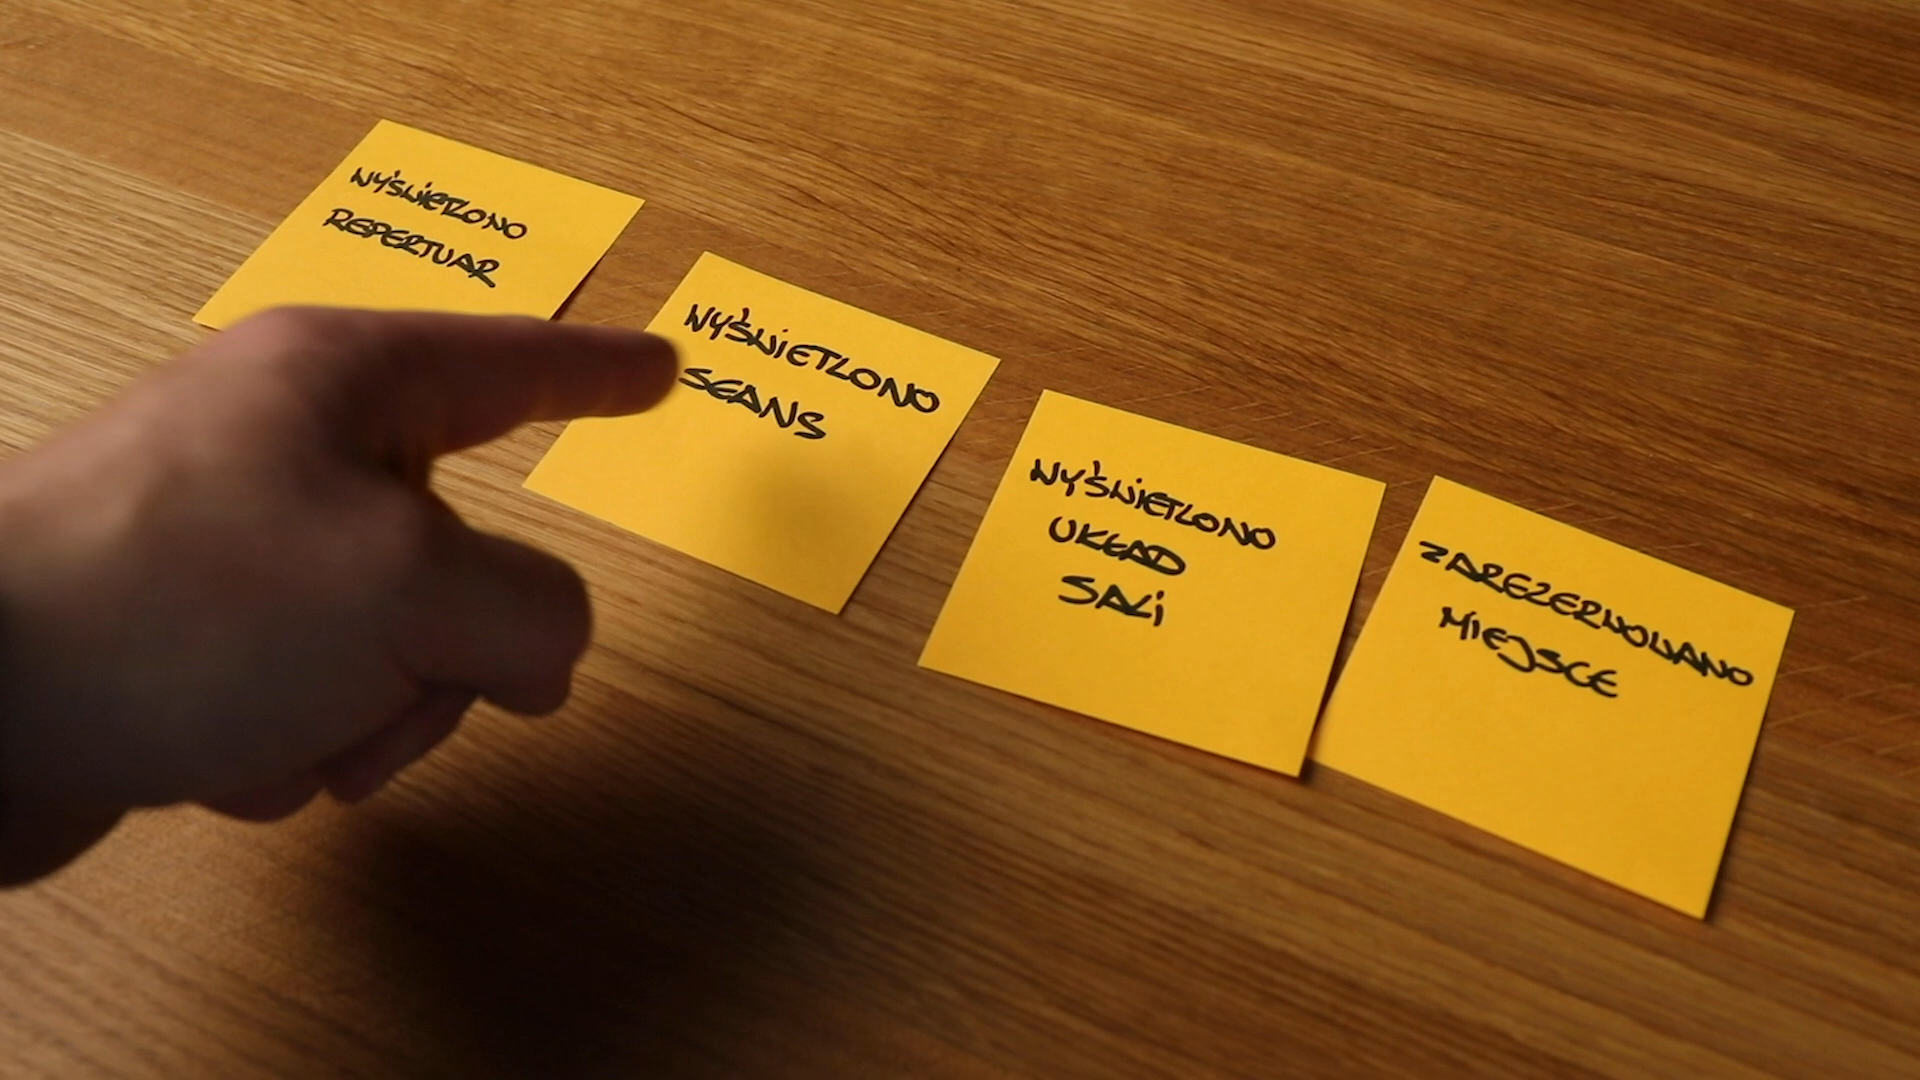 WYŚWIETLONO
REPERTUAR
WYŚWIETLONO
SEANS
WYŚWIETLONO
UKŁAD
SALI
ZAREZERWOWANO
MIEJSCE